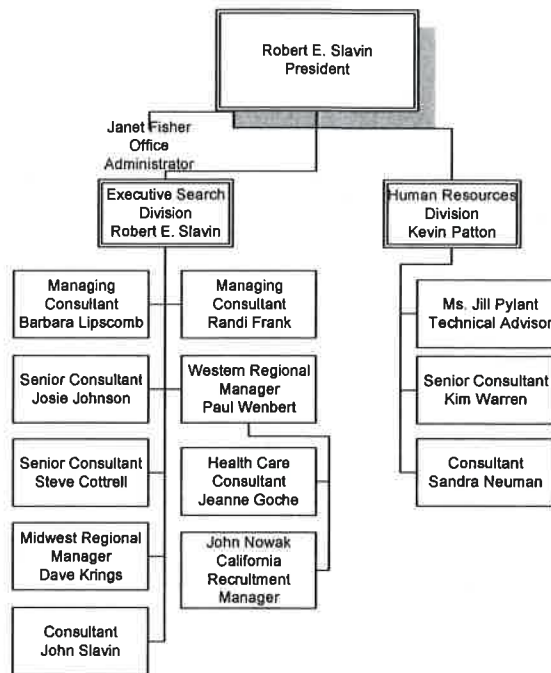 Robert E. Slavin
President
Janet Fisher
Office
Administrator
Executive Search
Division
Robert E. Slavin
Human Resources
Division
Kevin Patton
Managing
Consultant
Barbara Lipscomb
Managing
Consultant
Randi Frank
Ms. Jill Pylant
Technical Advisor
Senior Consultant
Josie Johnson
Western Regional
Manager
Paul Wenbert
Senior Consultant
Kim Warren
Senior Consultant
Steve Cottrell
Health Care
Consultant
Jeanne Goche
Consultant
Sandra Neuman
Midwest Regional
Manager
Dave Krings
John Nowak
California
Recruitment
Manager
Consultant
John Slavin